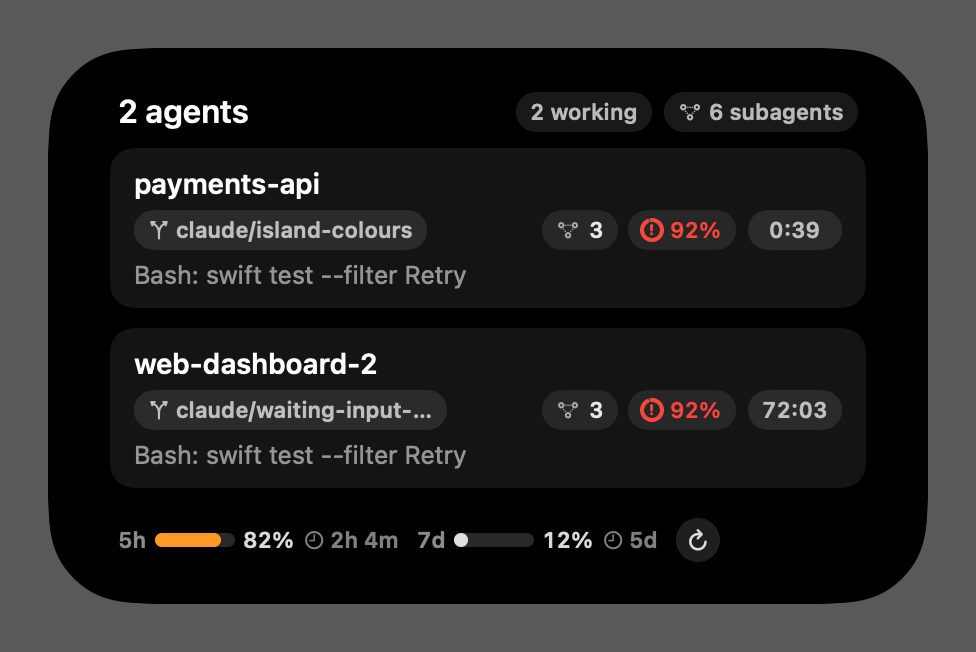 2 agents 2 working 6 subagents
payments-api
claude/island-colours 3 92% 0:39
Bash: swift test --filter Retry
web-dashboard-2
claude/waiting-input-... 3 92% 72:03
Bash: swift test --filter Retry
5h 82% 2h 4m 7d 12% 5d